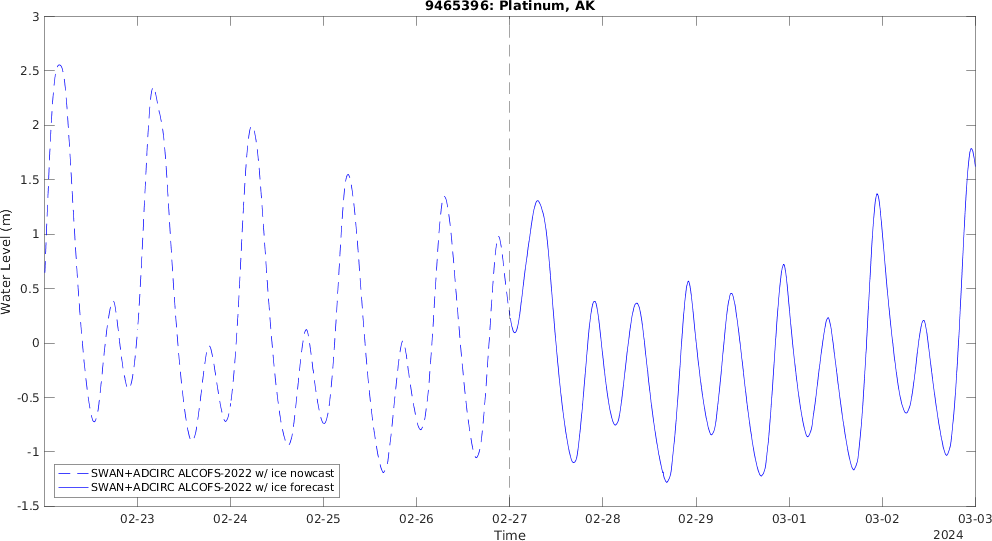 9465396: Platinum, AK
3
2.5
2
1.5
1
0.5
0
-0.5
-1
-1.5
Water Level (m)
SWAN+ADCIRC ALCOFS-2022 w/ ice nowcast
SWAN+ADCIRC ALCOFS-2022 w/ ice forecast
02-23 02-24 02-25 02-26 02-27 02-28 02-29 03-01 03-02 03-03
Time
2024